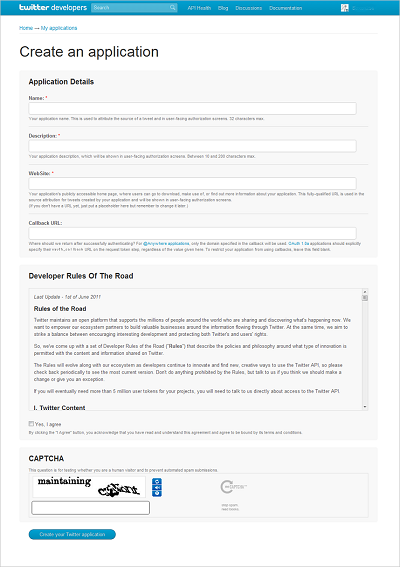 twitter developers Search API Health Blog Discussions Documentation
Home → My applications
Create an application
Application Details
Name: *
Your application name. This is used to attribute the source of a tweet and in user-facing authorization screens. 32 characters max.
Description: *
Your application description, which will be shown in user-facing authorization screens. Between 10 and 200 characters max.
WebSite: *
Your application's publicly accessible home page, where users can go to download, make use of, or find out more information about your application. This fully-qualified URL is used in the
source attribution for tweets created by your application and will be shown in user-facing authorization screens.
(If you don't have a URL yet, just put a placeholder here but remember to change it later.)
Callback URL:
Where should we return after successfully authenticating? For @Anywhere applications, only the domain specified in the callback will be used. OAuth 1.0a applications should explicitly
specify their URL on the request token step, regardless of the value given here. To restrict your application from using callbacks, leave this field blank.
Developer Rules Of The Road
Last Update - 1st of June 2011
Rules of the Road
Twitter maintains an open platform that supports the millions of people around the world who are sharing and discovering what's happening now. We
want to empower our ecosystem partners to build valuable businesses around the information flowing through Twitter. At the same time, we aim to
strike a balance between encouraging interesting development and protecting both Twitter's and users' rights.
So, we've come up with a set of Developer Rules of the Road ("Rules") that describe the policies and philosophy around what type of innovation is
permitted with the content and information shared on Twitter.
The Rules will evolve along with our ecosystem as developers continue to innovate and find new, creative ways to use the Twitter API, so please
check back periodically to use the most current version. Don't do anything prohibited by the Rules, but talk to us if you think we should make a
change or give you an exception.
If you will eventually need more than 5 million user tokens for your projects, you will need to talk to us directly about access to the Twitter API.
I. Twitter Content
Yes, I agree
By clicking the "I Agree" button, you acknowledge that you have read and understand this agreement and agree to be bound by its terms and conditions.
CAPTCHA
This question is for testing whether you are a human visitor and to prevent automated spam submissions.
maintaining
stop spam.
read books.
Create your Twitter application